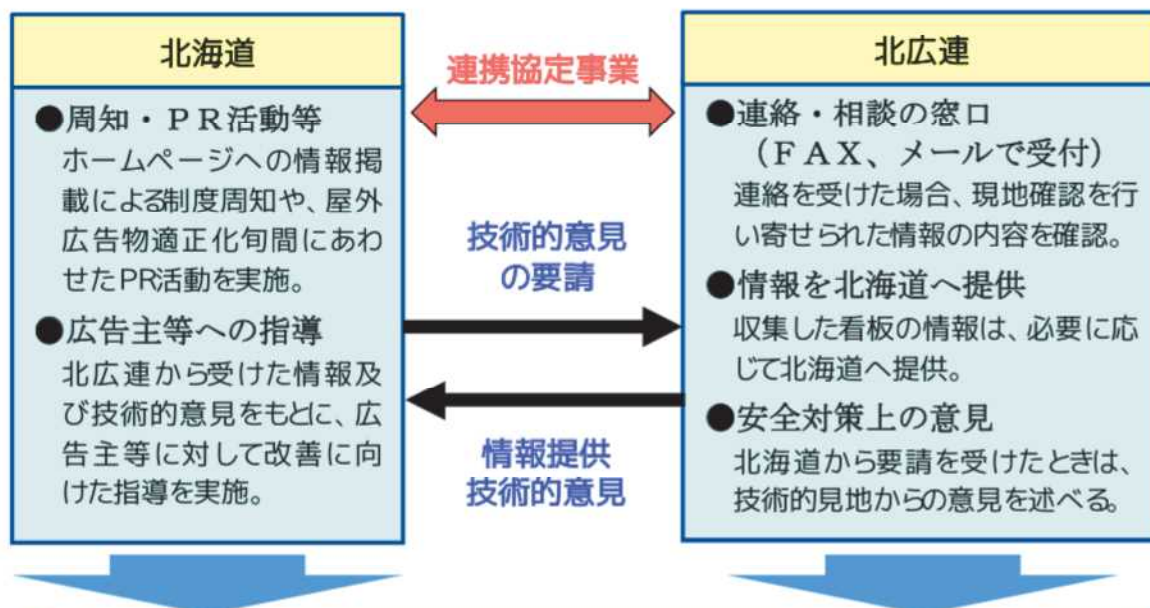 北海道
●周知・ＰＲ活動等
ホームページへの情報掲
載による制度周知や、屋外
広告物適正化旬間にあわ
せたPR活動を実施。
●広告主等への指導
北広連から受けた情報及
び技術的意見をもとに、広
告主等に対して改善に向
けた指導を実施。
連携協定事業
技術的意見
の要請
情報提供
技術的意見
北広連
●連絡・相談の窓口
（ＦＡＸ、メールで受付）
連絡を受けた場合、現地確認を行
い寄せられた情報の内容を確認。
●情報を北海道へ提供
収集した看板の情報は、必要に応
じて北海道へ提供。
●安全対策上の意見
北海道から要請を受けたときは、
技術的見地からの意見を述べる。